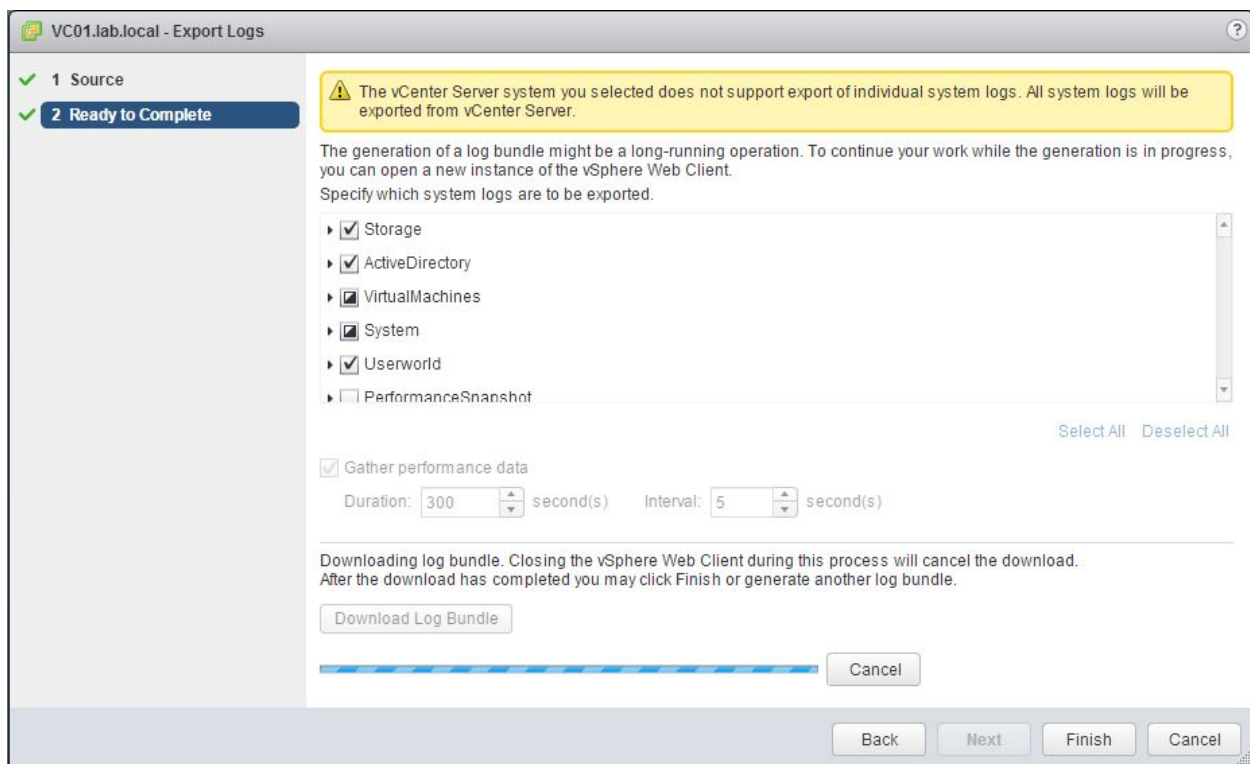 VC01.lab.local - Export Logs
?
1 Source
2 Ready to Complete
The vCenter Server system you selected does not support export of individual system logs. All system logs will be
exported from vCenter Server.
The generation of a log bundle might be a long-running operation. To continue your work while the generation is in progress,
you can open a new instance of the vSphere Web Client.
Specify which system logs are to be exported.
Storage
ActiveDirectory
VirtualMachines
System
Userworld
PerformanceSnapshot
Select All Deselect All
Gather performance data
Duration: 300 second(s) Interval: 5 second(s)
Downloading log bundle. Closing the vSphere Web Client during this process will cancel the download.
After the download has completed you may click Finish or generate another log bundle.
Download Log Bundle
Cancel
Back Next Finish Cancel